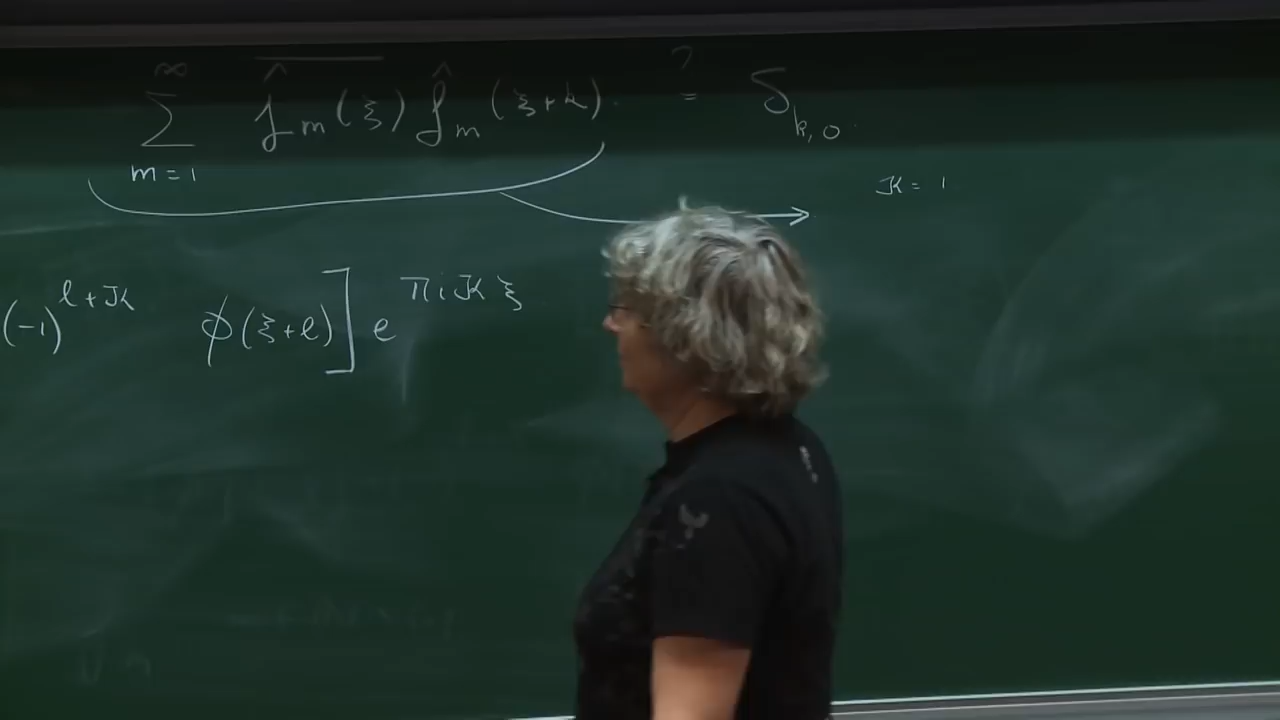 ∞
∑ \overline{\hat{f}_m(ξ)} \hat{f}_m(ξ+k) ?= δ_{k,0}
m=1
K = 1
(-1)^{l+K} φ(ξ+l)] e^{πiKξ}